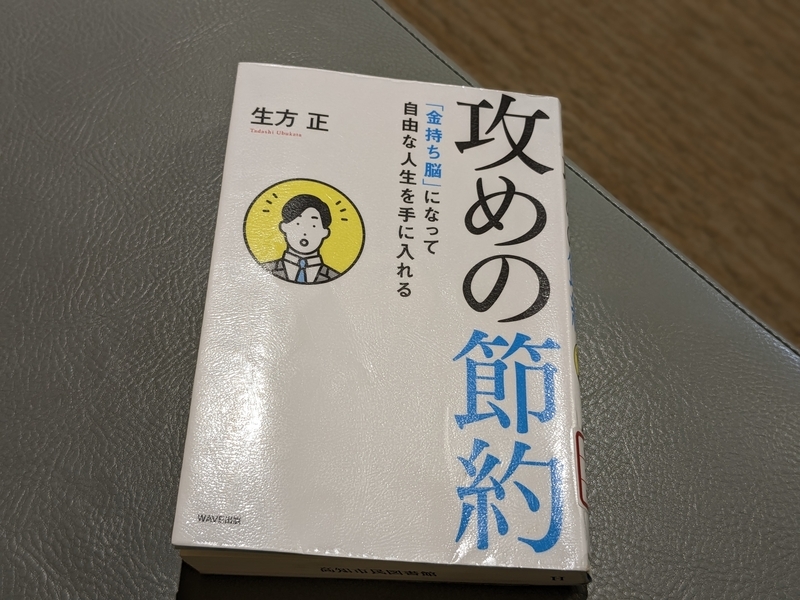 攻めの節約
「金持ち脳」になって
自由な人生を手に入れる
生方 正
Tadashi Ubukata
WAVE出版